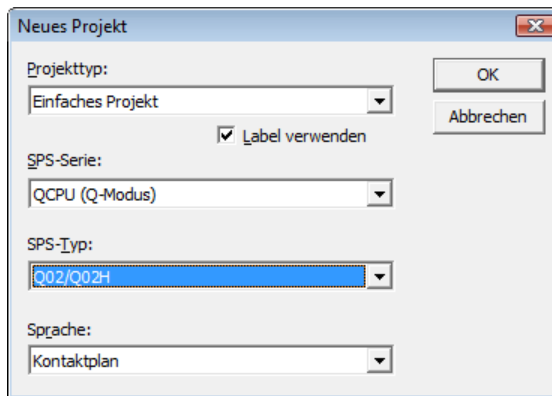 Neues Projekt
Projekttyp:
OK
Einfaches Projekt
Abbrechen
Label verwenden
SPS-Serie:
QCPU (Q-Modus)
SPS-Typ:
Q02/Q02H
Sprache:
Kontaktplan